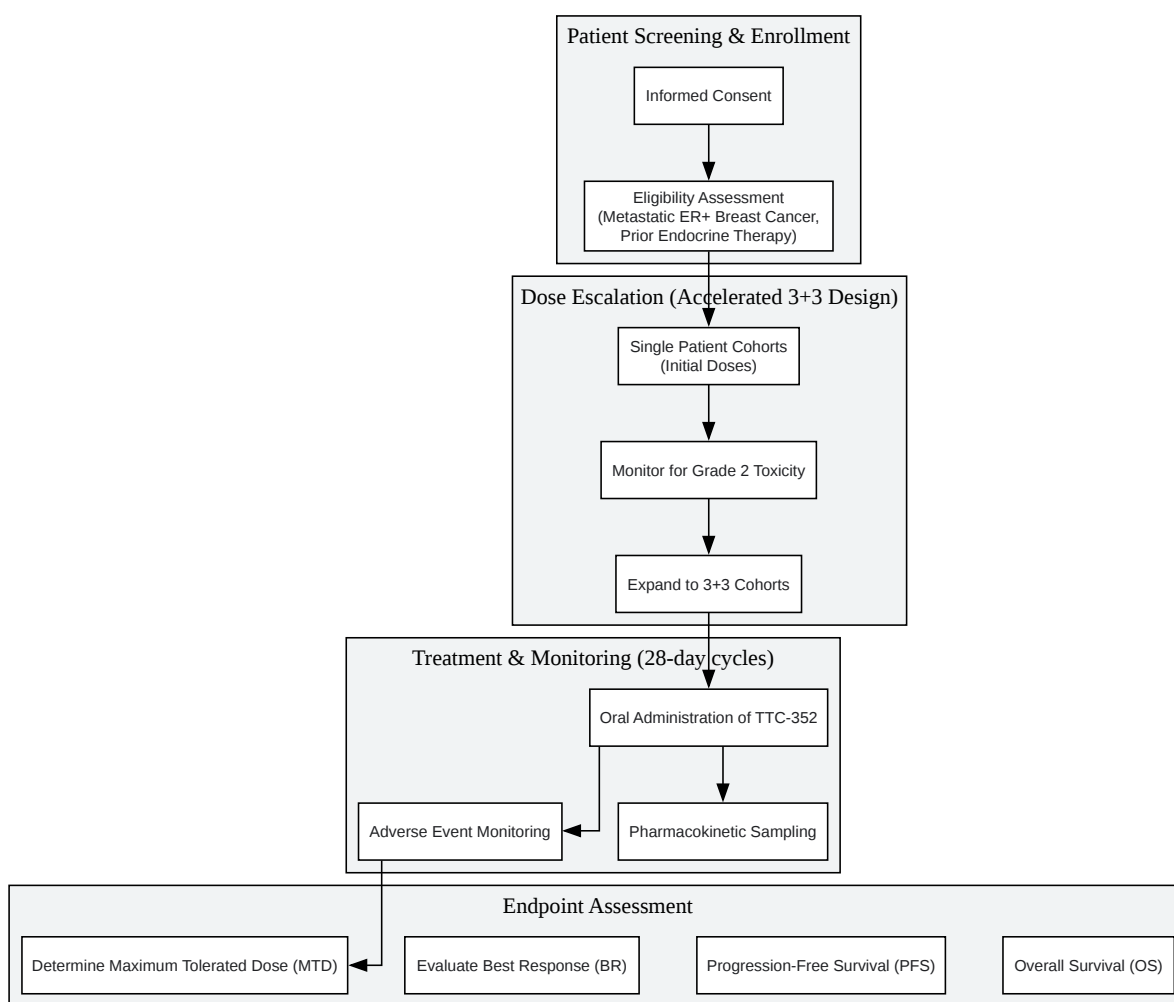 Patient Screening & Enrollment
Informed Consent
Eligibility Assessment
(Metastatic ER+ Breast Cancer,
Prior Endocrine Therapy)
Dose Escalation (Accelerated 3+3 Design)
Single Patient Cohorts
(Initial Doses)
Monitor for Grade 2 Toxicity
Expand to 3+3 Cohorts
Treatment & Monitoring (28-day cycles)
Oral Administration of TTC-352
Adverse Event Monitoring
Pharmacokinetic Sampling
Endpoint Assessment
Determine Maximum Tolerated Dose (MTD)
Evaluate Best Response (BR)
Progression-Free Survival (PFS)
Overall Survival (OS)